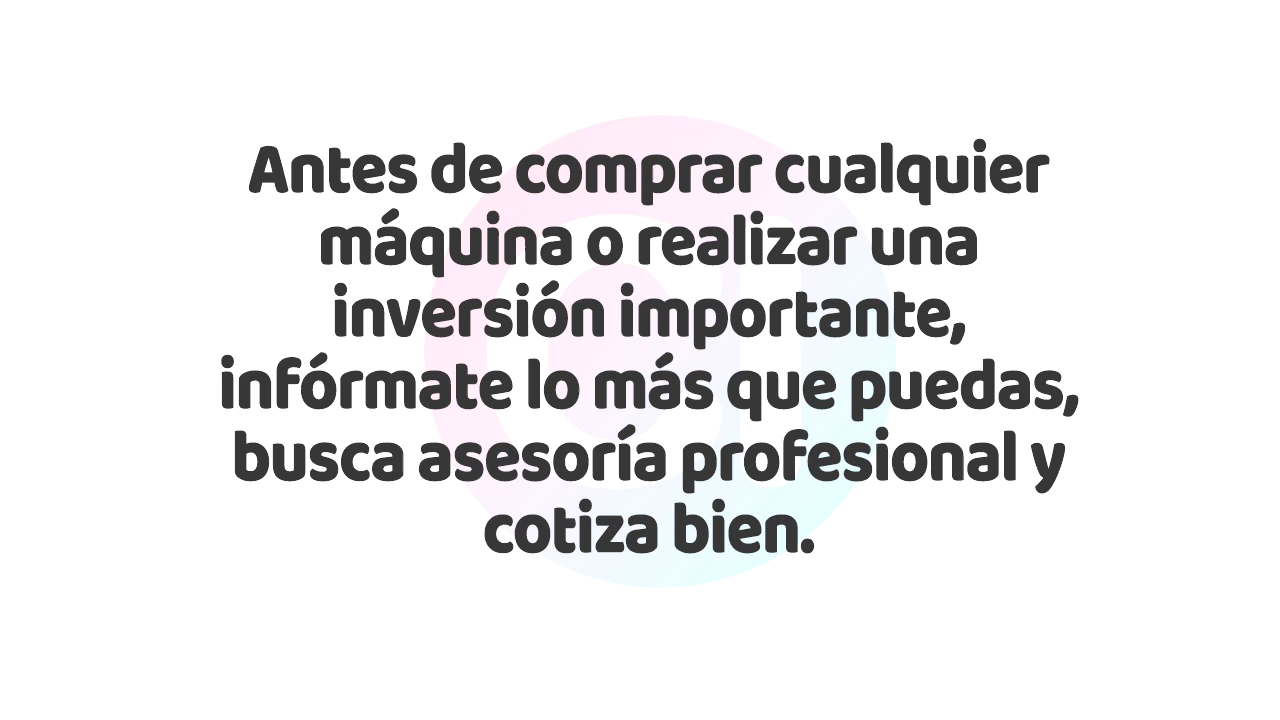 Antes de comprar cualquier
máquina o realizar una
inversión importante,
infórmate lo más que puedas,
busca asesoría profesional y
cotiza bien.